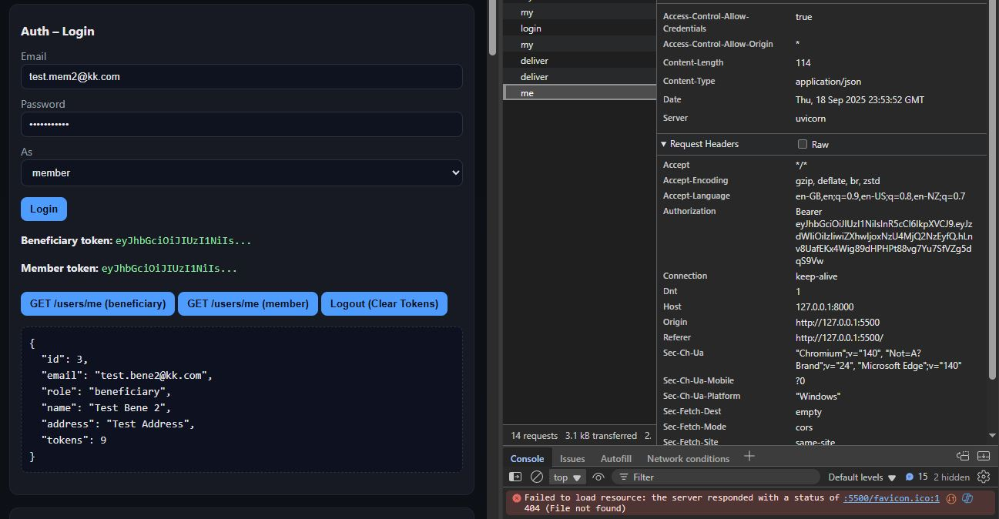 Auth – Login
Email
test.mem2@kk.com
Password
•••••••••••
As
member
Login
Beneficiary token: eyJhbGciOiJIUzI1NiIs...
Member token: eyJhbGciOiJIUzI1NiIs...
GET /users/me (beneficiary) GET /users/me (member) Logout (Clear Tokens)
{
"id": 3,
"email": "test.bene2@kk.com",
"role": "beneficiary",
"name": "Test Bene 2",
"address": "Test Address",
"tokens": 9
}
my
login
my
deliver
deliver
me
14 requests 3.1 kB transferred 2.
Access-Control-Allow-
Credentials
true
Access-Control-Allow-Origin *
Content-Length 114
Content-Type application/json
Date Thu, 18 Sep 2025 23:53:52 GMT
Server uvicorn
Request Headers Raw
Accept */*
Accept-Encoding gzip, deflate, br, zstd
Accept-Language en-GB,en;q=0.9,en-US;q=0.8,en-NZ;q=0.7
Authorization Bearer
eyJhbGciOiJIUzI1NiIsInR5cCI6IkpXVCJ9.eyJz
dWIiOiIzIiwiZXhwIjoxNzU4MjQ2NzEyfQ.hLn
v8UafEKx4Wig89dHPHPt88vg7Yu7SfVZg5d
qS9Vw
Connection keep-alive
Dnt 1
Host 127.0.0.1:8000
Origin http://127.0.0.1:5500
Referer http://127.0.0.1:5500/
Sec-Ch-Ua "Chromium";v="140", "Not=A?
Brand";v="24", "Microsoft Edge";v="140"
Sec-Ch-Ua-Mobile ?0
Sec-Ch-Ua-Platform "Windows"
Sec-Fetch-Dest empty
Sec-Fetch-Mode cors
Sec-Fetch-Site same-site
Console Issues Autofill Network conditions
top Filter Default levels 15 2 hidden
Failed to load resource: the server responded with a status of :5500/favicon.ico:1
404 (File not found)